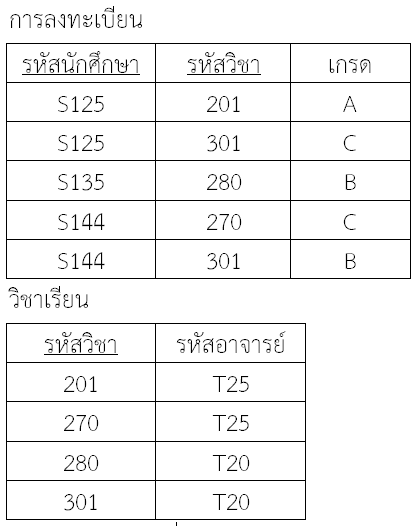 การลงทะเบียน
รหัสนักศึกษา รหัสวิชา เกรด
S125 201 A
S125 301 C
S135 280 B
S144 270 C
S144 301 B
วิชาเรียน
รหัสวิชา รหัสอาจารย์
201 T25
270 T25
280 T20
301 T20